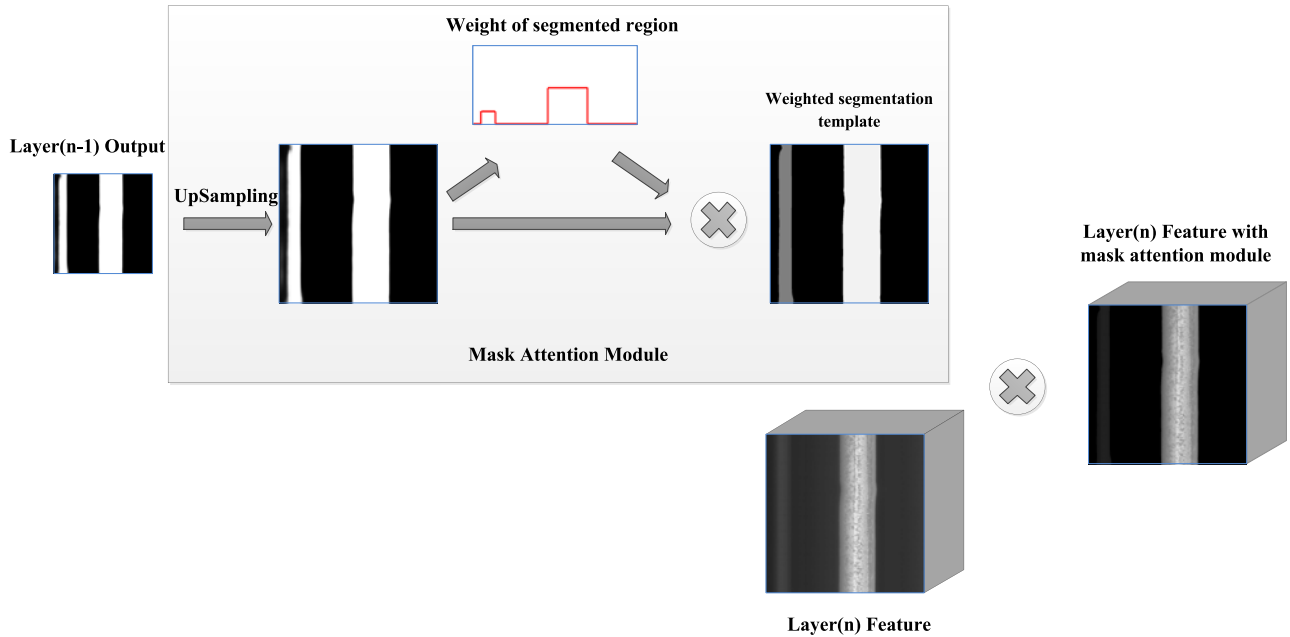 Weight of segmented region
Weighted segmentation
template
Layer(n-1) Output
UpSampling
Mask Attention Module
Layer(n) Feature with
mask attention module
Layer(n) Feature